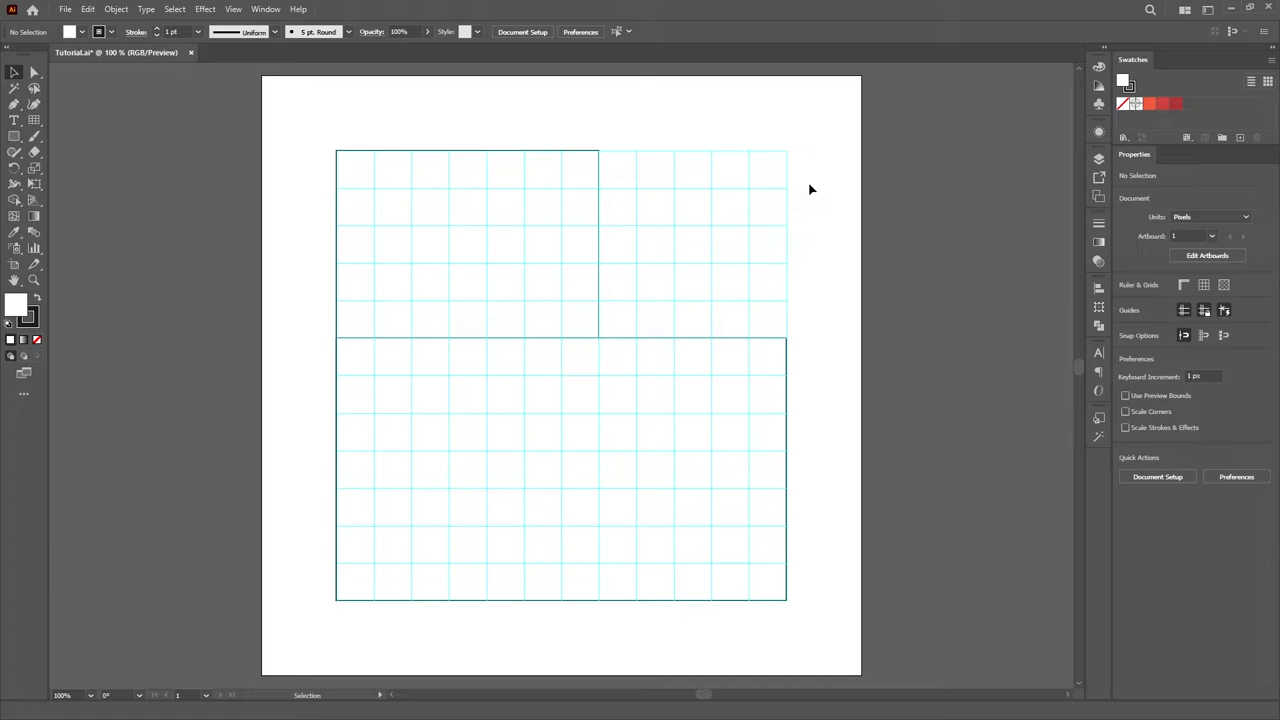 Ai File Edit Object Type Select Effect View Window Help
No Selection Stroke: 1 pt Uniform 5 pt. Round Opacity: 100% Style: Document Setup Preferences
Tutorial.ai* @ 100 % (RGB/Preview)
Swatches
Properties
No Selection
Document
Units: Pixels
Artboard: 1
Edit Artboards
Ruler & Grids
Guides
Snap Options
Preferences
Keyboard Increment: 1 px
Use Preview Bounds
Scale Corners
Scale Strokes & Effects
Quick Actions
Document Setup Preferences
100% 0° 1 Selection